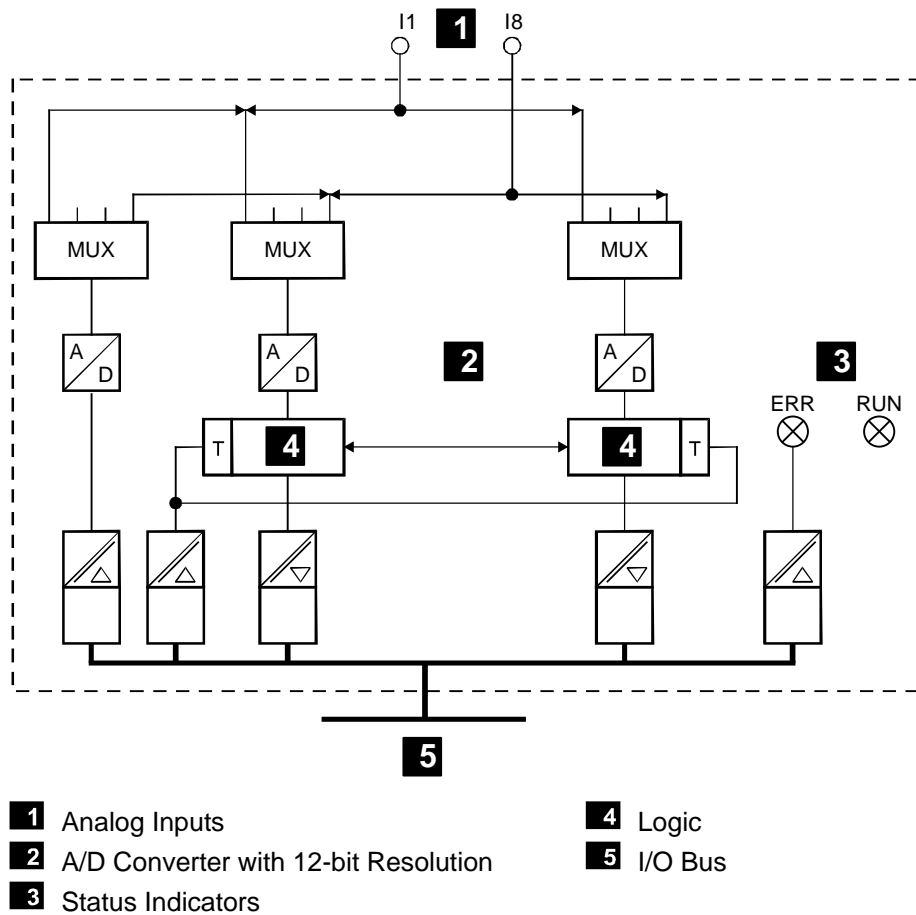 I1 1 I8
MUX MUX MUX
A/D A/D 2 A/D 3
ERR RUN
T 4 4 T
5
1 Analog Inputs
2 A/D Converter with 12-bit Resolution
3 Status Indicators
4 Logic
5 I/O Bus